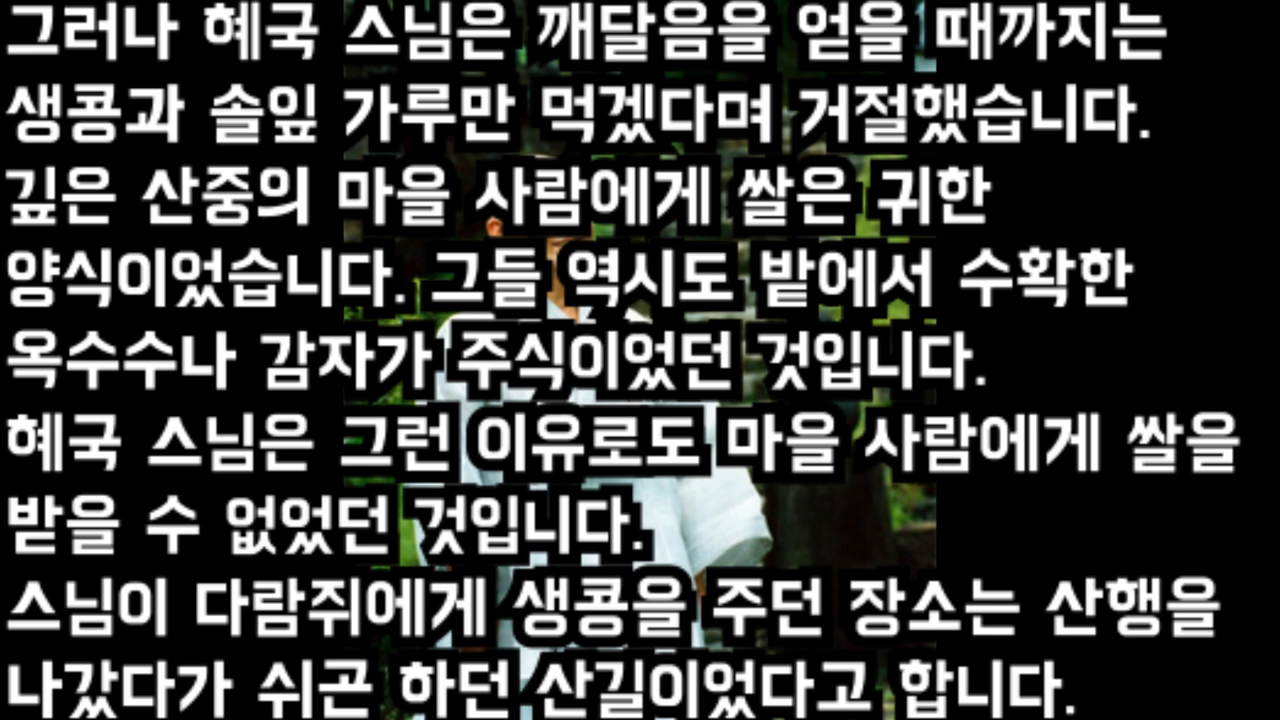 그러나 혜국 스님은 깨달음을 얻을 때까지는
생콩과 솔잎 가루만 먹겠다며 거절했습니다.
깊은 산중의 마을 사람에게 쌀은 귀한
양식이었습니다. 그들 역시도 밭에서 수확한
옥수수나 감자가 주식이었던 것입니다.
혜국 스님은 그런 이유로도 마을 사람에게 쌀을
받을 수 없었던 것입니다.
스님이 다람쥐에게 생콩을 주던 장소는 산행을
나갔다가 쉬곤 하던 산길이었다고 합니다.